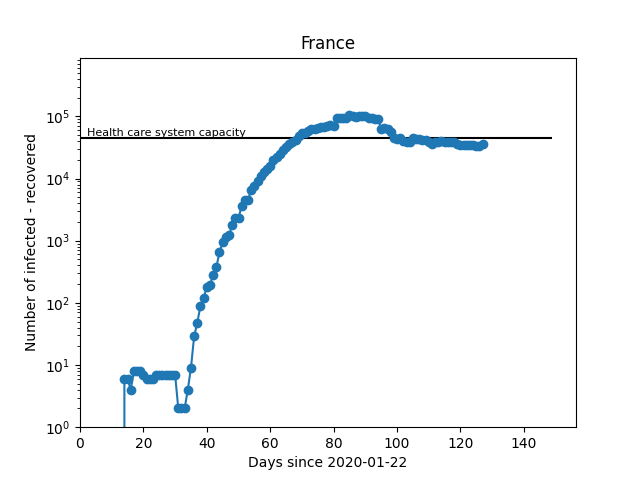 France
Number of infected - recovered
10^5
10^4
10^3
10^2
10^1
10^0
Health care system capacity
0 20 40 60 80 100 120 140
Days since 2020-01-22